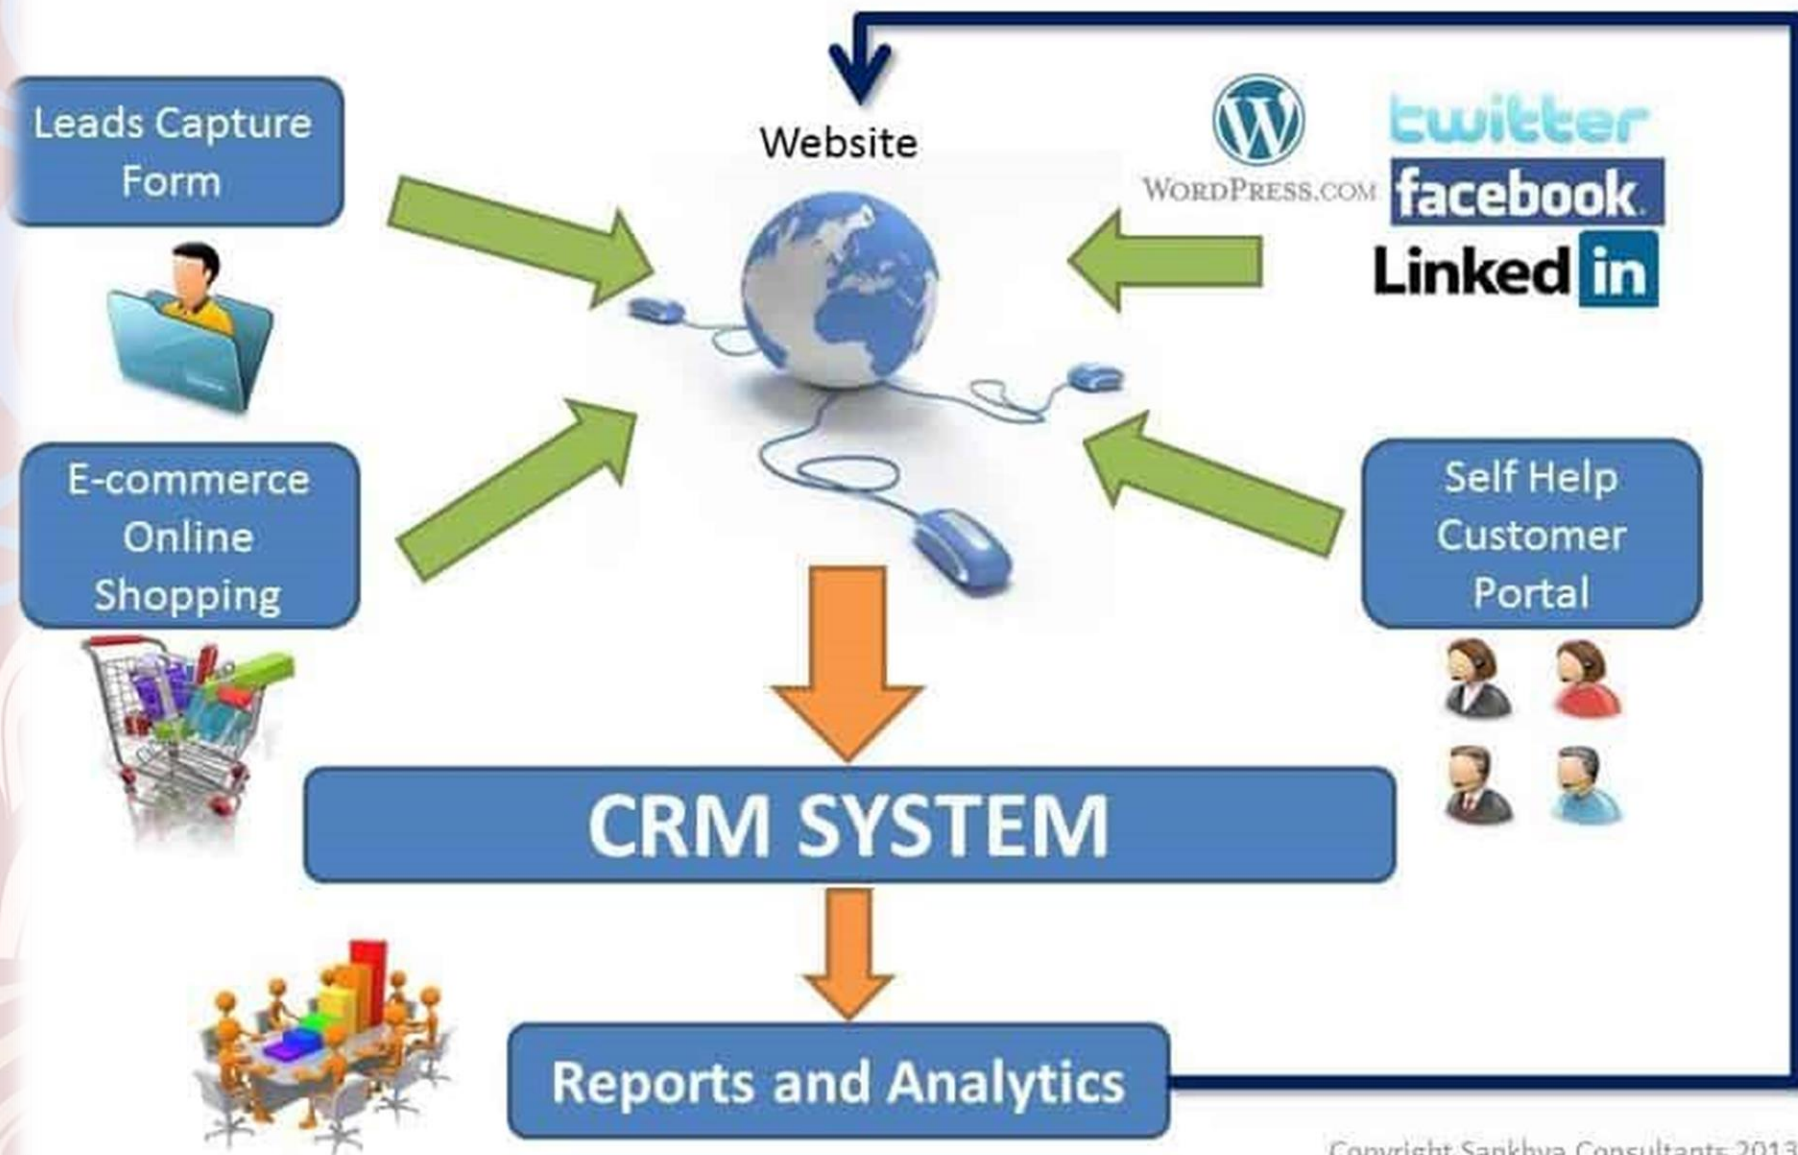 Website
Leads Capture
Form
WORDPRESS.COM
twitter
facebook.
Linked in
E-commerce
Online
Shopping
Self Help
Customer
Portal
CRM SYSTEM
Reports and Analytics
Copyright Sankhya Consultants 2013